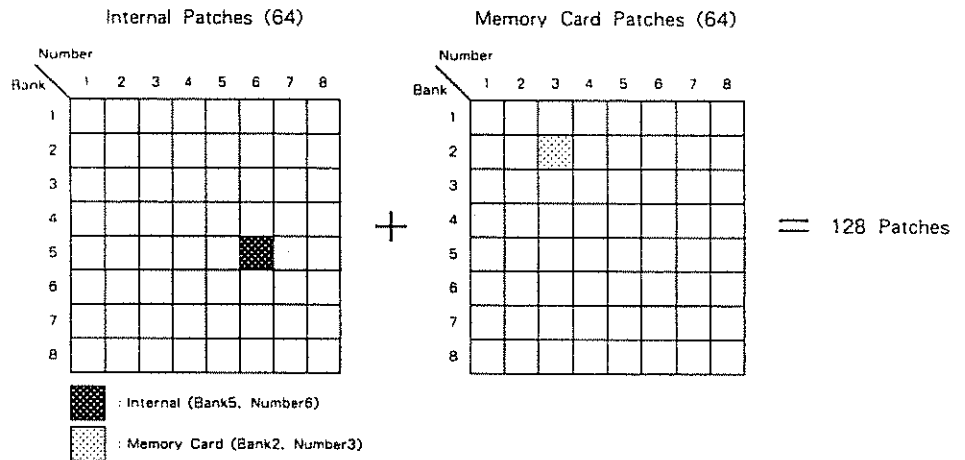 Internal Patches (64)
Number
Bank 1 2 3 4 5 6 7 8
1
2
3
4
5
6
7
8
+
Memory Card Patches (64)
Number
Bank 1 2 3 4 5 6 7 8
1
2
3
4
5
6
7
8
= 128 Patches
: Internal (Bank5, Number6)
: Memory Card (Bank2, Number3)